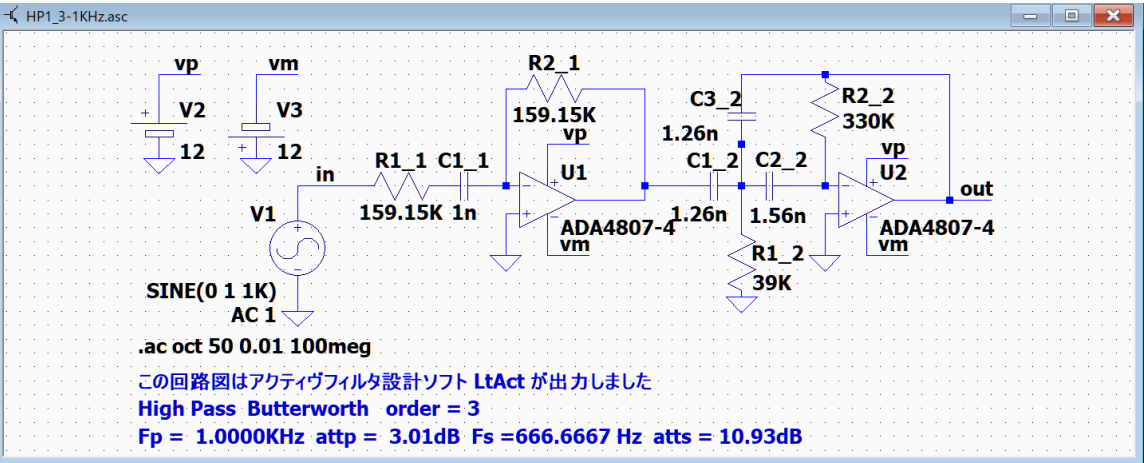 HP1_3-1KHz.asc
vp
vm
R2_1
V2
V3
159.15K
C3_2
R2_2
330K
vp
1.26n
12
12
in
R1_1
C1_1
U1
C1_2
C2_2
vp
U2
out
V1
159.15K
1n
1.26n
1.56n
ADA4807-4
vm
ADA4807-4
vm
R1_2
39K
SINE(0 1 1K)
AC 1
.ac oct 50 0.01 100meg
この回路図はアクティヴフィルタ設計ソフト LtAct が出力しました
High Pass Butterworth order = 3
Fp = 1.0000KHz attp = 3.01dB Fs =666.6667 Hz atts = 10.93dB